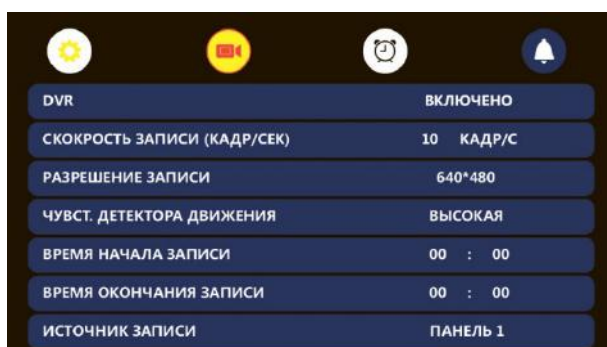 DVR ВКЛЮЧЕНО
СКОКРОСТЬ ЗАПИСИ (КАДР/СЕК) 10 КАДР/С
РАЗРЕШЕНИЕ ЗАПИСИ 640*480
ЧУВСТ. ДЕТЕКТОРА ДВИЖЕНИЯ ВЫСОКАЯ
ВРЕМЯ НАЧАЛА ЗАПИСИ 00 : 00
ВРЕМЯ ОКОНЧАНИЯ ЗАПИСИ 00 : 00
ИСТОЧНИК ЗАПИСИ ПАНЕЛЬ 1